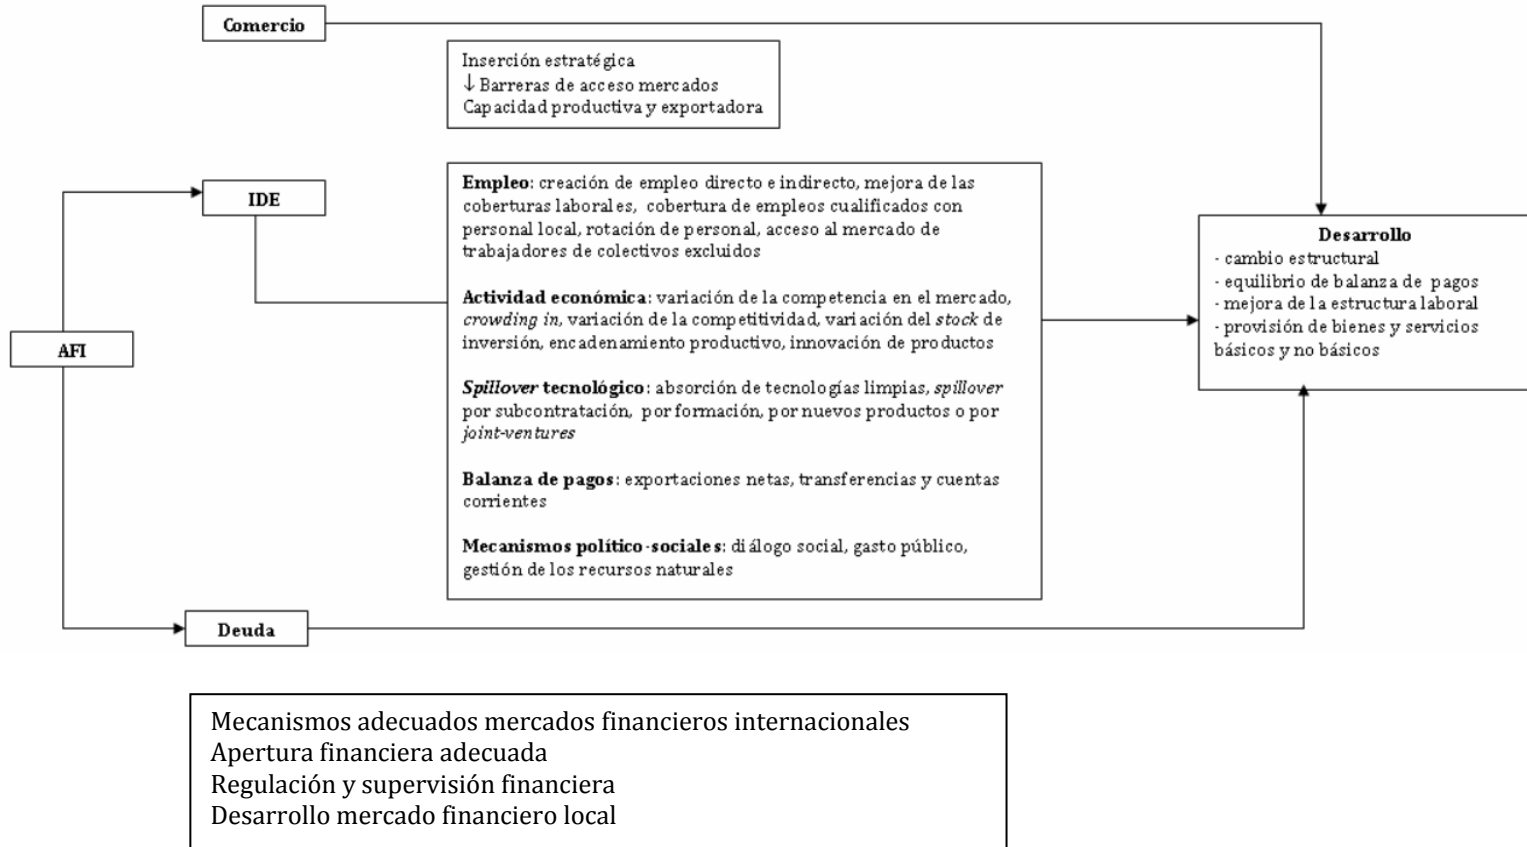 Comercio
Inserción estratégica
↓ Barreras de acceso mercados
Capacidad productiva y exportadora
IDE
Empleo: creación de empleo directo e indirecto, mejora de las
coberturas laborales, cobertura de empleos cualificados con
personal local, rotación de personal, acceso al mercado de
trabajadores de colectivos excluidos
Actividad económica: variación de la competencia en el mercado,
crowding in, variación de la competitividad, variación del stock de
inversión, encadenamiento productivo, innovación de productos
Spillover tecnológico: absorción de tecnologías limpias, spillover
por subcontratación, por formación, por nuevos productos o por
joint-ventures
Balanza de pagos: exportaciones netas, transferencias y cuentas
corrientes
Mecanismos político-sociales: diálogo social, gasto público,
gestión de los recursos naturales
Desarrollo
- cambio estructural
- equilibrio de balanza de pagos
- mejora de la estructura laboral
- provisión de bienes y servicios
básicos y no básicos
AFI
Deuda
Mecanismos adecuados mercados financieros internacionales
Apertura financiera adecuada
Regulación y supervisión financiera
Desarrollo mercado financiero local